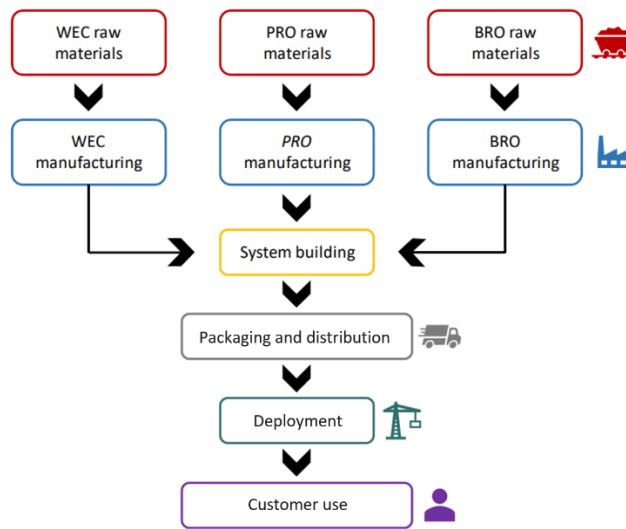 WEC raw
materials
PRO raw
materials
BRO raw
materials
WEC
manufacturing
PRO
manufacturing
BRO
manufacturing
System building
Packaging and distribution
Deployment
Customer use